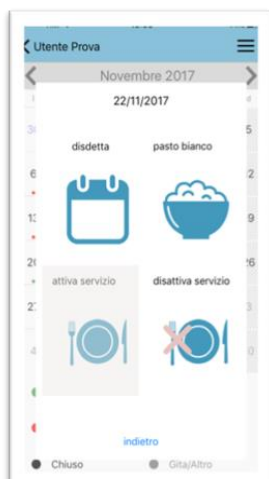 Utente Prova
Novembre 2017
22/11/2017
disdetta pasto bianco
attiva servizio disattiva servizio
indietro
Chiuso Gita/Altro